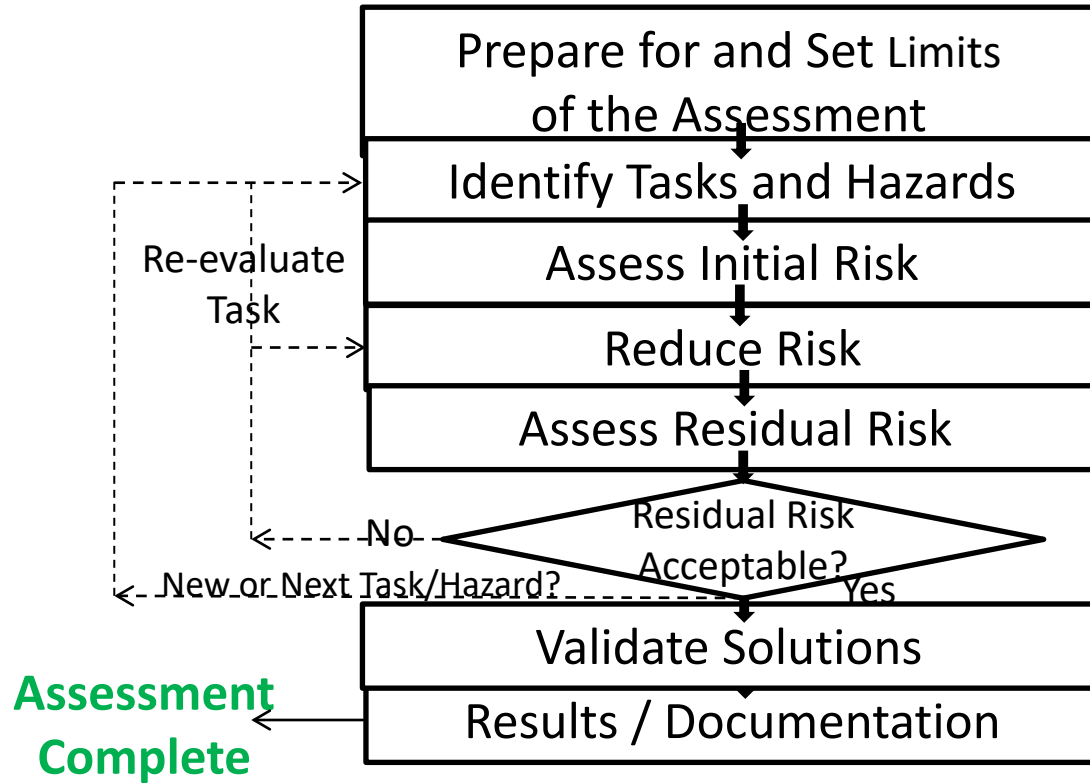 Prepare for and Set Limits
of the Assessment
Identify Tasks and Hazards
Assess Initial Risk
Re-evaluate
Task
Reduce Risk
Assess Residual Risk
Residual Risk
Acceptable?
No
New or Next Task/Hazard?
Yes
Validate Solutions
Results / Documentation
Assessment
Complete